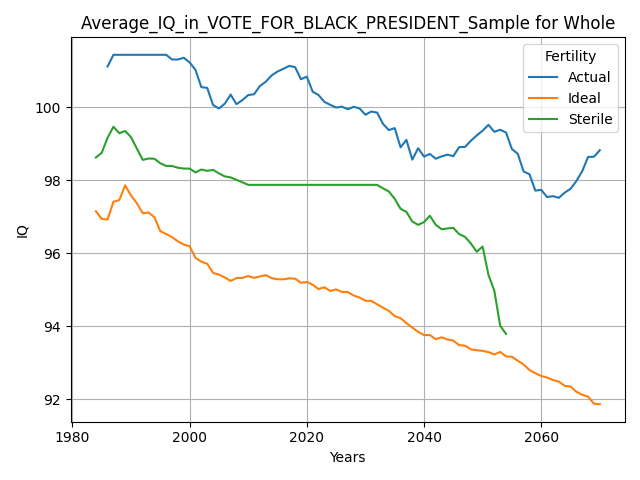 Average_IQ_in_VOTE_FOR_BLACK_PRESIDENT_Sample for Whole
Fertility
Actual
Ideal
Sterile
IQ
100
98
96
94
92
1980
2000
2020
2040
2060
Years